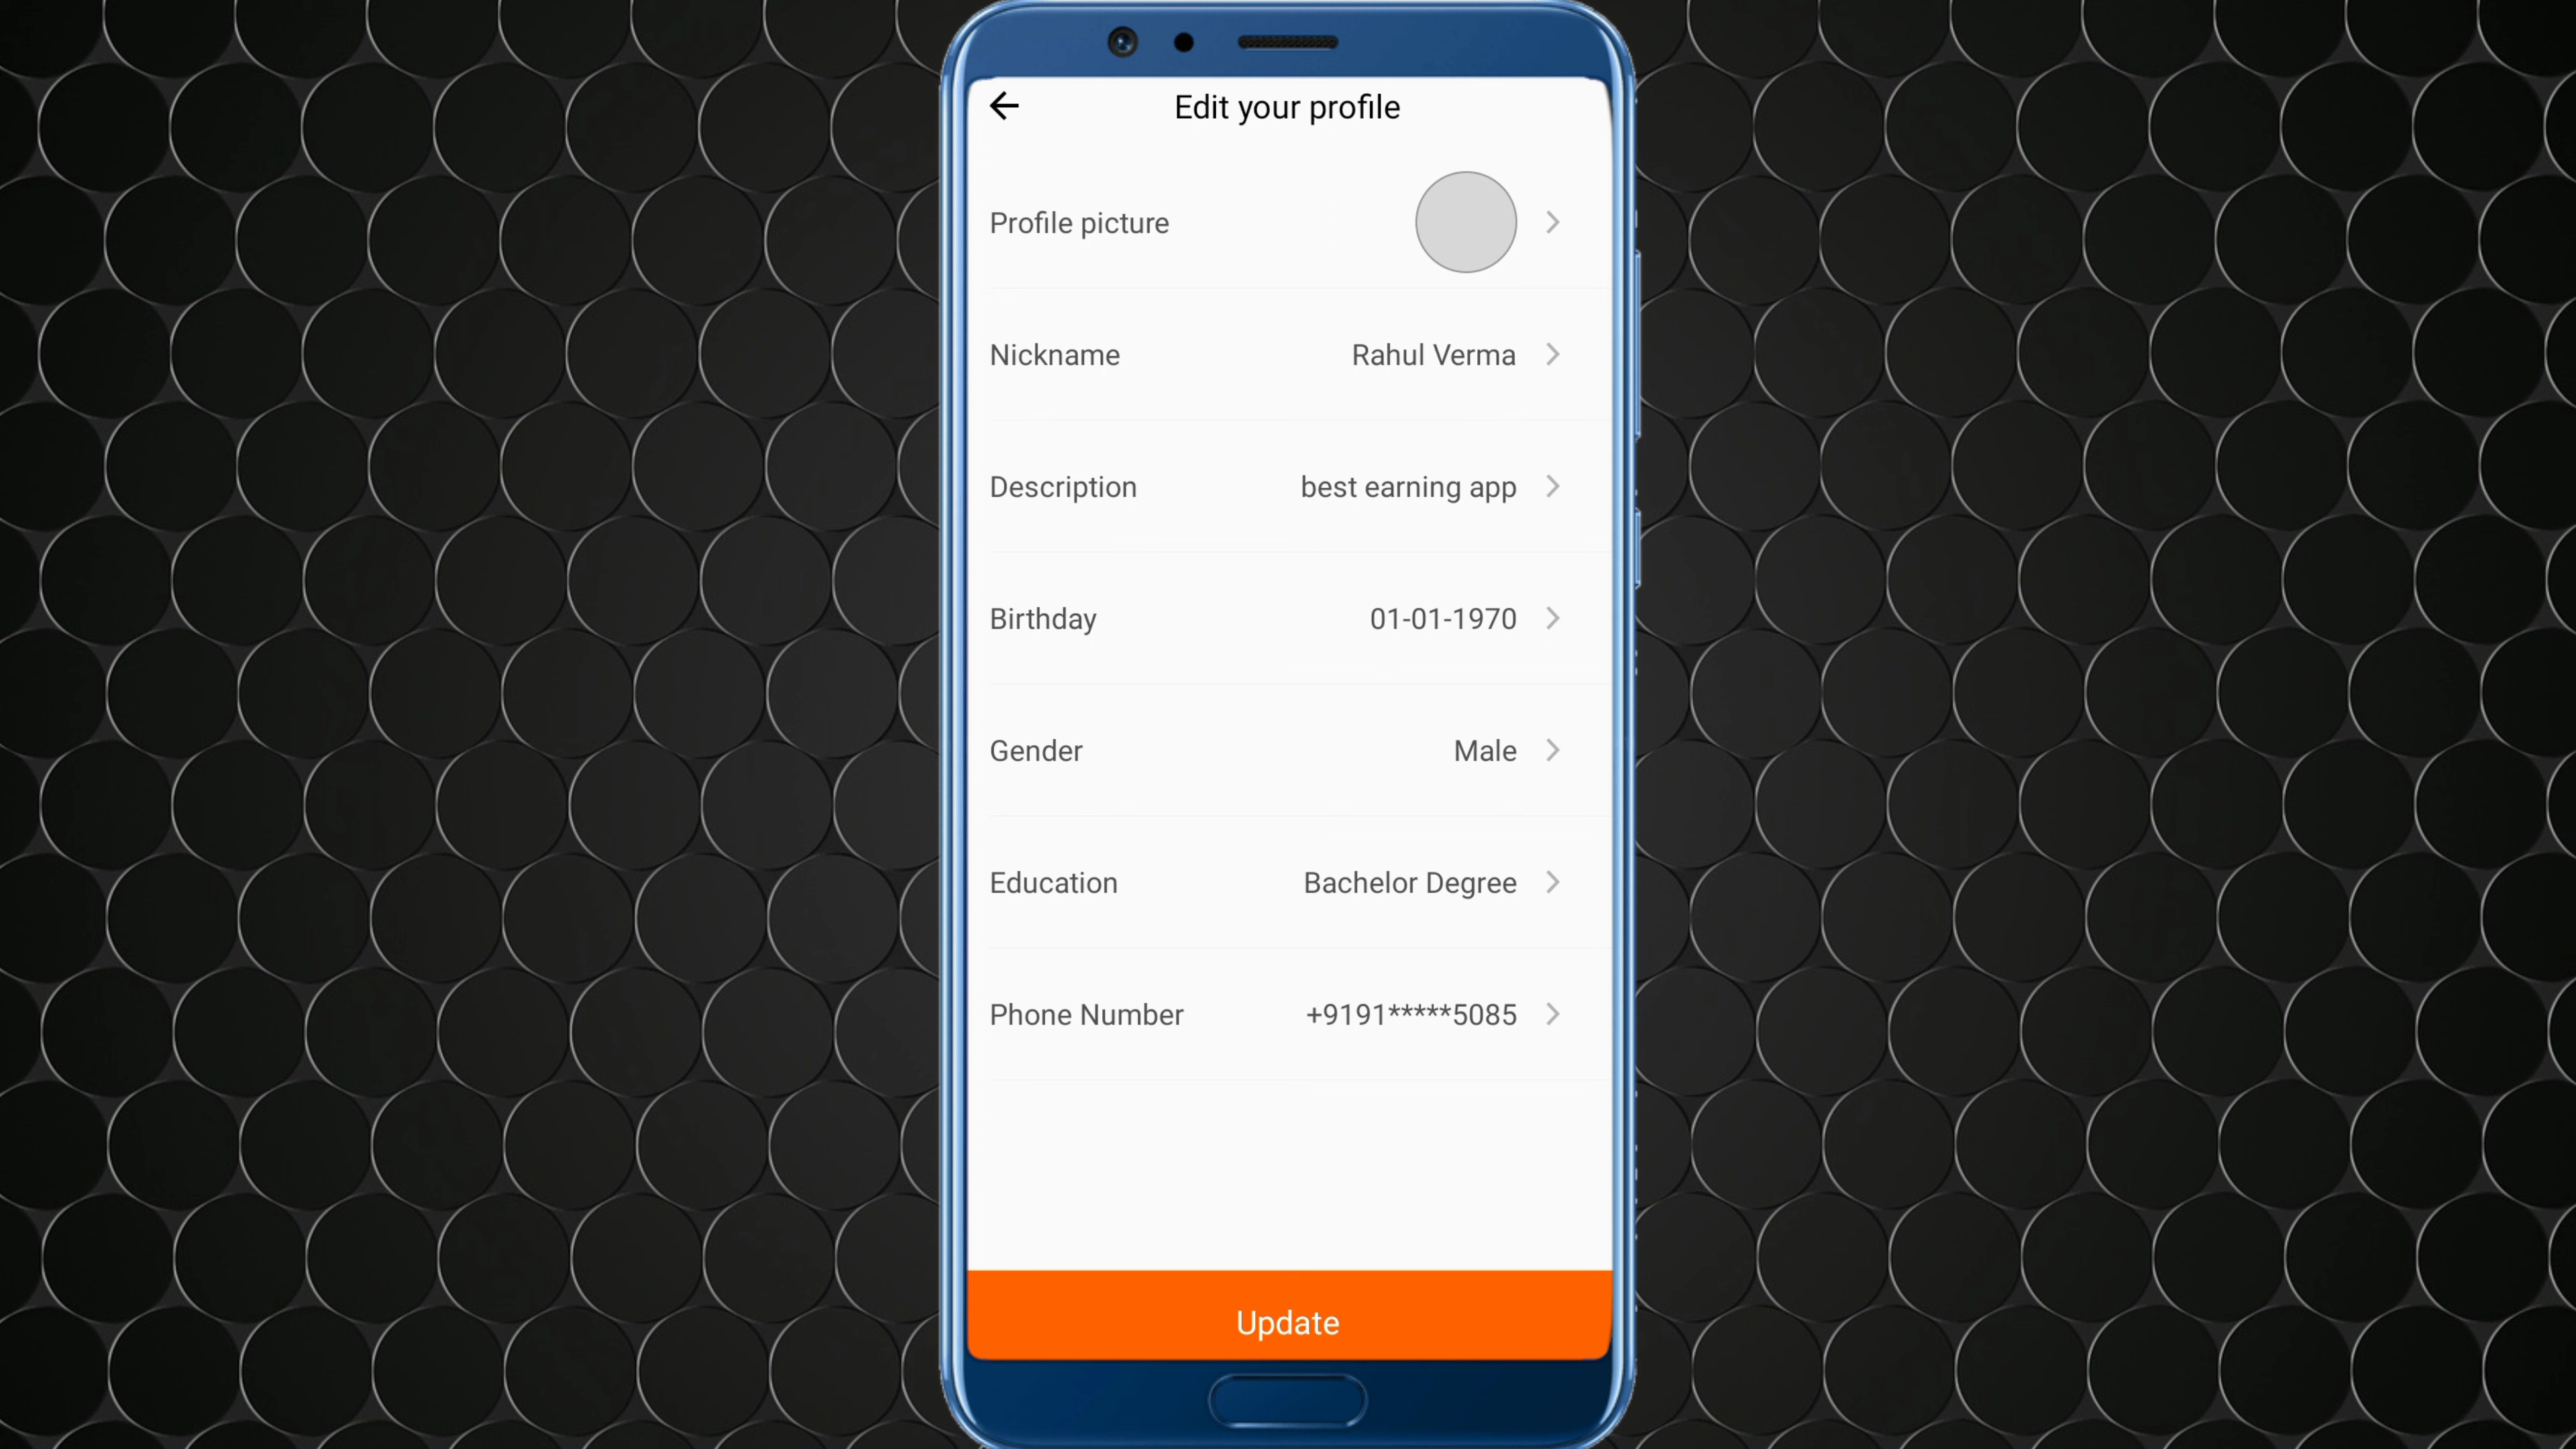 Edit your profile
Profile picture
Nickname Rahul Verma
Description best earning app
Birthday 01-01-1970
Gender Male
Education Bachelor Degree
Phone Number +9191*****5085
Update